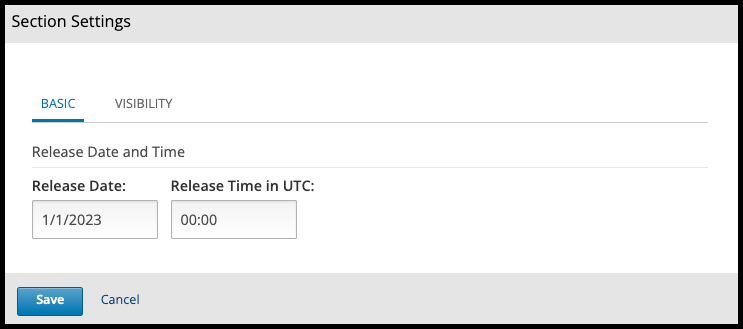 Section Settings
BASIC VISIBILITY
Release Date and Time
Release Date: Release Time in UTC:
1/1/2023 00:00
Save Cancel